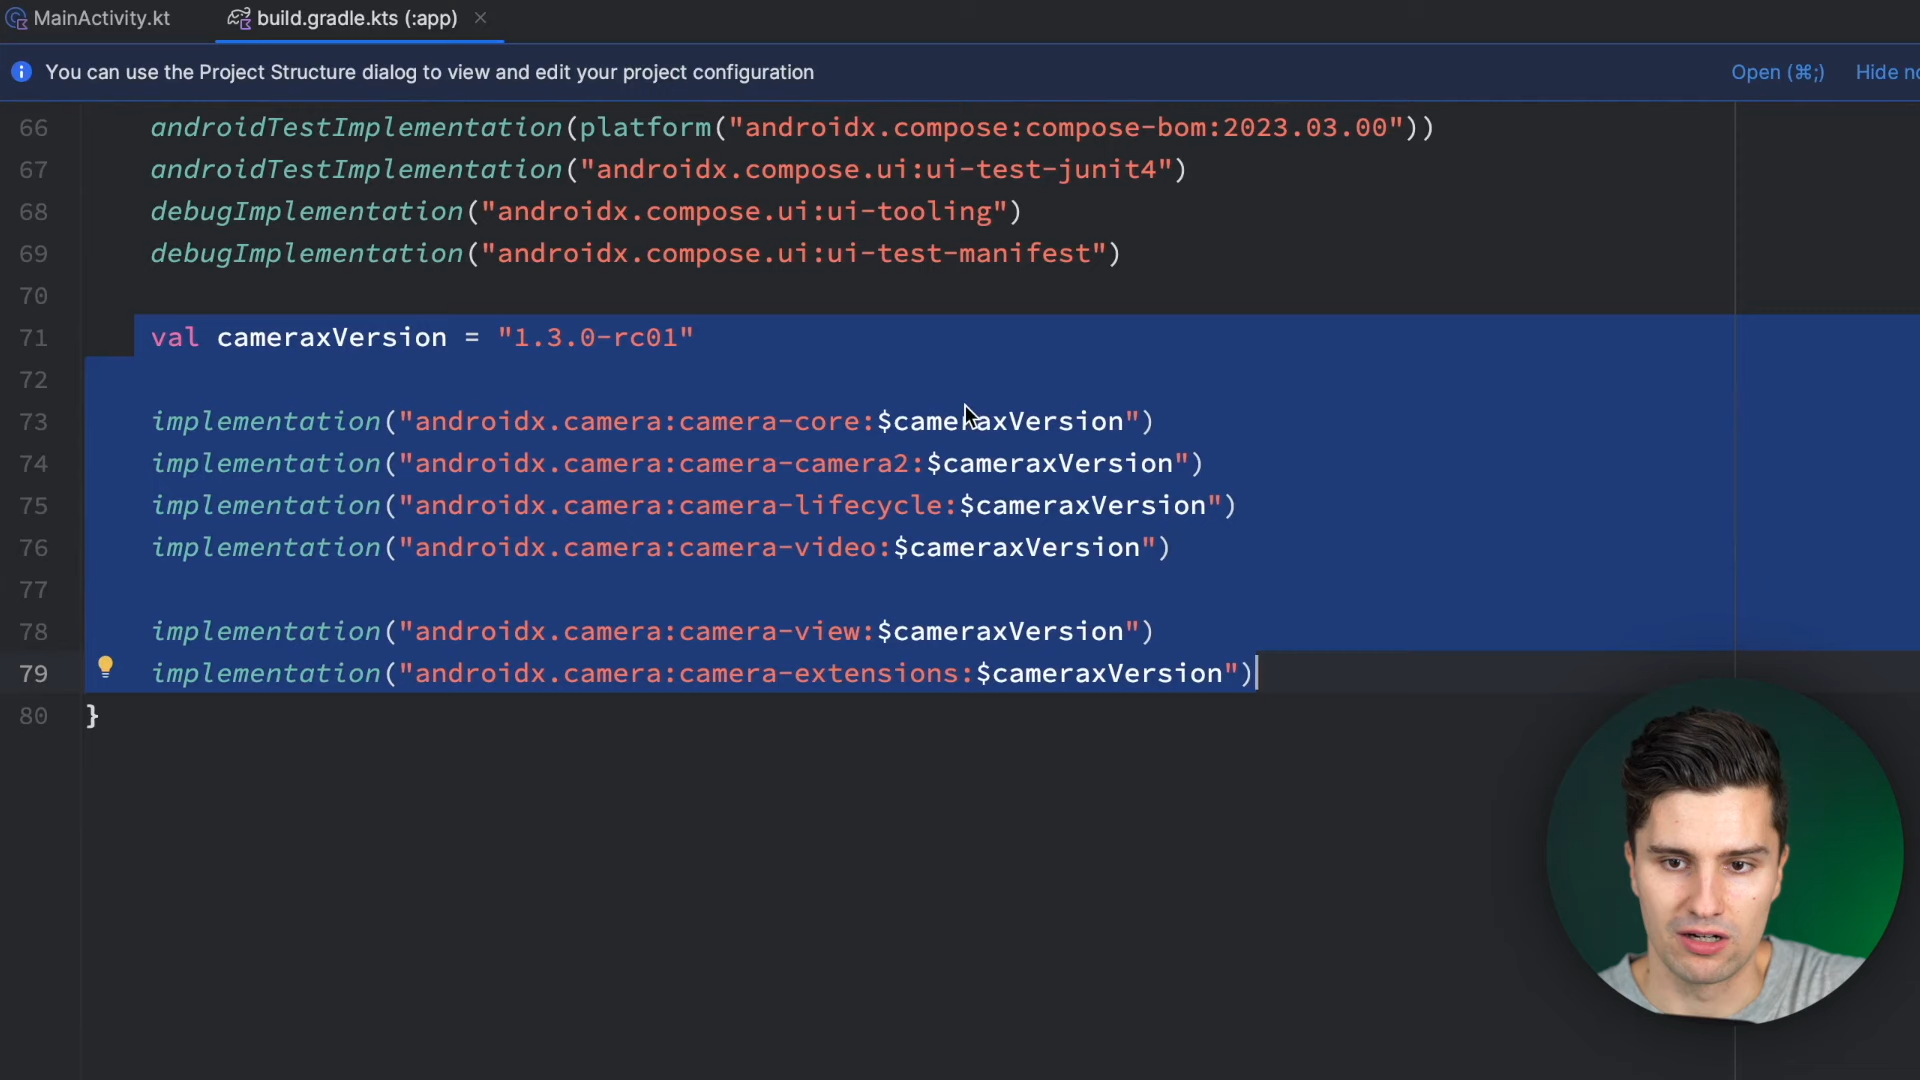 MainActivity.kt
build.gradle.kts (:app)
You can use the Project Structure dialog to view and edit your project configuration
Open (⌘;)
Hide no
66 androidTestImplementation(platform("androidx.compose:compose-bom:2023.03.00"))
67 androidTestImplementation("androidx.compose.ui:ui-test-junit4")
68 debugImplementation("androidx.compose.ui:ui-tooling")
69 debugImplementation("androidx.compose.ui:ui-test-manifest")
70
71 val cameraxVersion = "1.3.0-rc01"
72
73 implementation("androidx.camera:camera-core:$cameraxVersion")
74 implementation("androidx.camera:camera-camera2:$cameraxVersion")
75 implementation("androidx.camera:camera-lifecycle:$cameraxVersion")
76 implementation("androidx.camera:camera-video:$cameraxVersion")
77
78 implementation("androidx.camera:camera-view:$cameraxVersion")
79 implementation("androidx.camera:camera-extensions:$cameraxVersion")
80 }